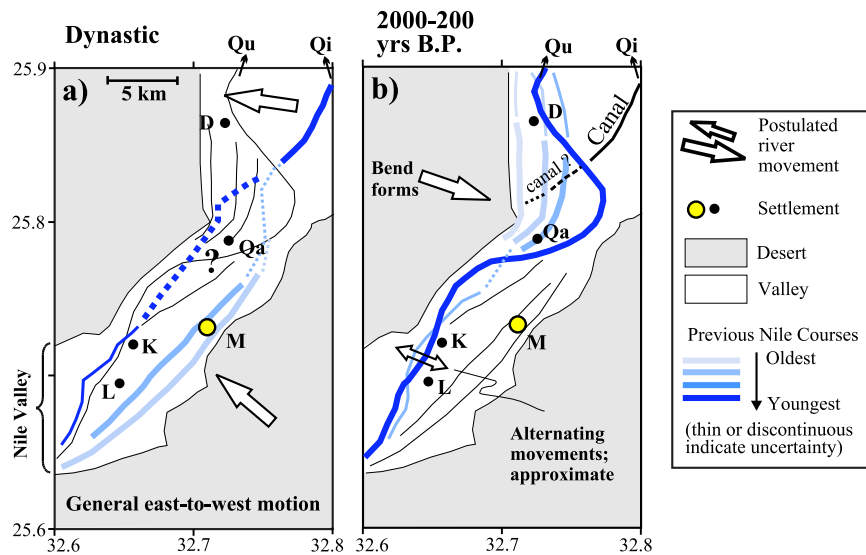 Dynastic
2000-200
yrs B.P.
Qu
Qi
Qu
Qi
25.9
a)
5 km
D
b)
D
Canal
Bend
forms
canal ?
25.8
Qa
?
Qa
K
M
L
K
M
L
Nile Valley
Alternating
movements;
approximate
General east-to-west motion
25.6
32.6
32.7
32.8
32.6
32.7
32.8
Postulated
river
movement
Settlement
Desert
Valley
Previous Nile Courses
Oldest
Youngest
(thin or discontinuous
indicate uncertainty)